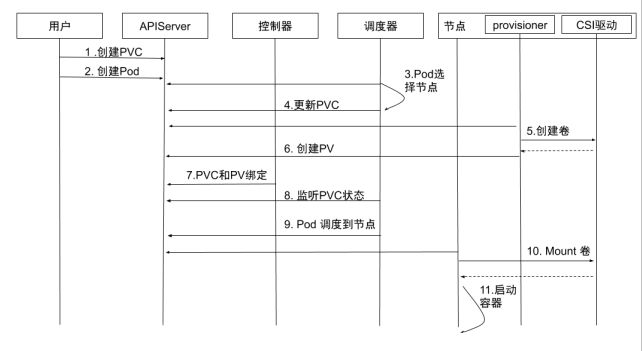 用户
APIServer
控制器
调度器
节点
provisioner
CSI驱动
1 .创建PVC
2. 创建Pod
3.Pod选
择节点
4.更新PVC
5.创建卷
6. 创建PV
7.PVC和PV绑定
8. 监听PVC状态
9. Pod 调度到节点
10. Mount 卷
11.启动
容器